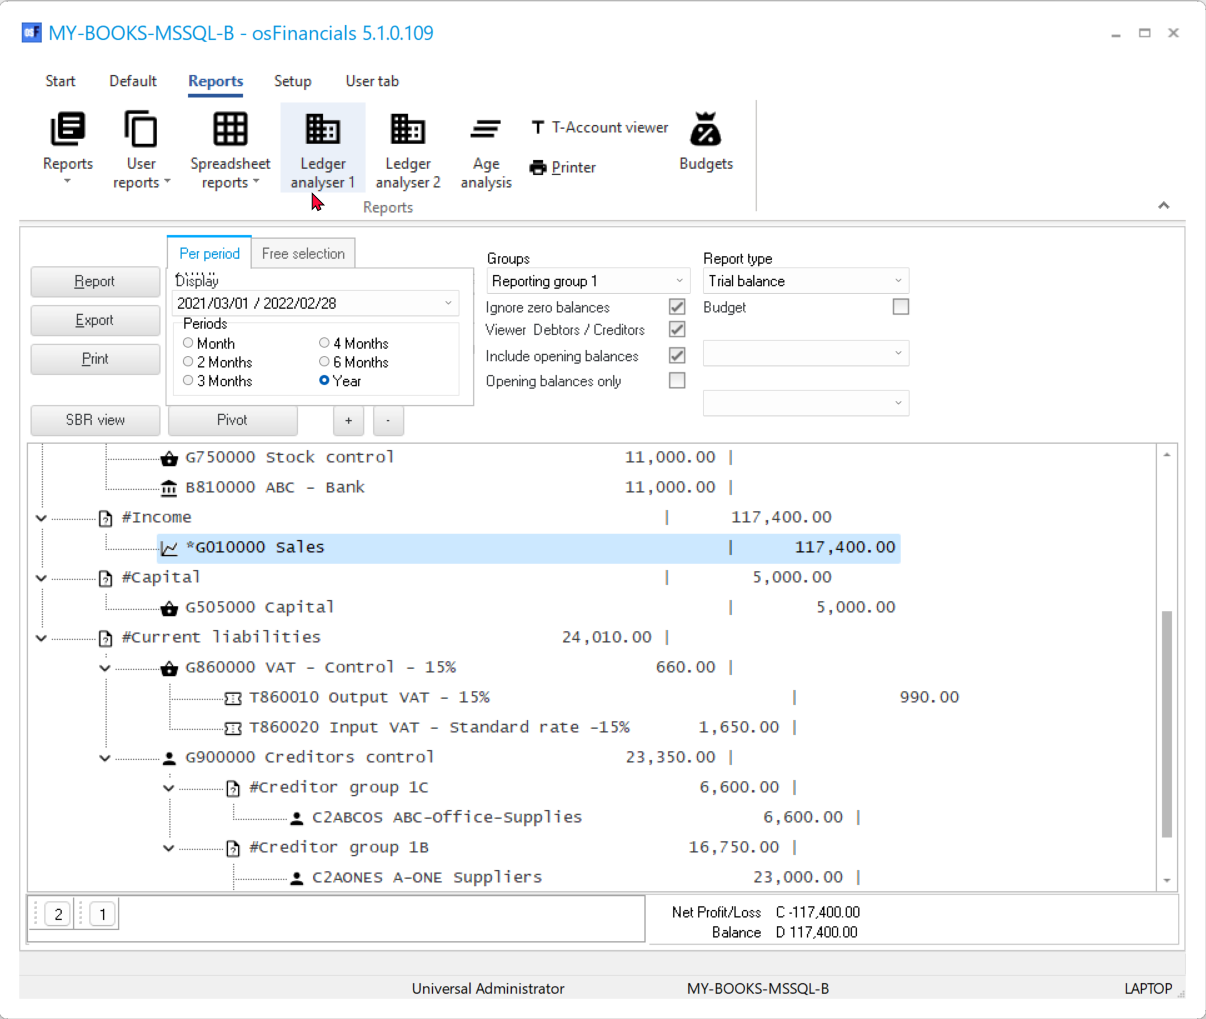 MY-BOOKS-MSSQL-B - osFinancials 5.1.0.109
Start Default Reports Setup User tab
Reports
User reports
Spreadsheet reports
Ledger analyser 1
Ledger analyser 2
Age analysis
T-Account viewer
Printer
Budgets
Reports
Per period Free selection
Report
Export
Print
Display
2021/03/01 / 2022/02/28
Periods
Month 4 Months
2 Months 6 Months
3 Months Year
Groups
Reporting group 1
Ignore zero balances
Viewer Debtors / Creditors
Include opening balances
Opening balances only
Report type
Trial balance
Budget
SBR view Pivot + -
G750000 Stock control 11,000.00 |
B810000 ABC - Bank 11,000.00 |
#Income | 117,400.00
*G010000 Sales | 117,400.00
#Capital | 5,000.00
G505000 Capital | 5,000.00
#Current liabilities 24,010.00 |
G860000 VAT - Control - 15% 660.00 |
T860010 Output VAT - 15% | 990.00
T860020 Input VAT - Standard rate -15% 1,650.00 |
G900000 Creditors control 23,350.00 |
#Creditor group 1C 6,600.00 |
C2ABCOS ABC-Office-Supplies 6,600.00 |
#Creditor group 1B 16,750.00 |
C2AONES A-ONE Suppliers 23,000.00 |
2 1
Net Profit/Loss C -117,400.00
Balance D 117,400.00
Universal Administrator MY-BOOKS-MSSQL-B LAPTOP